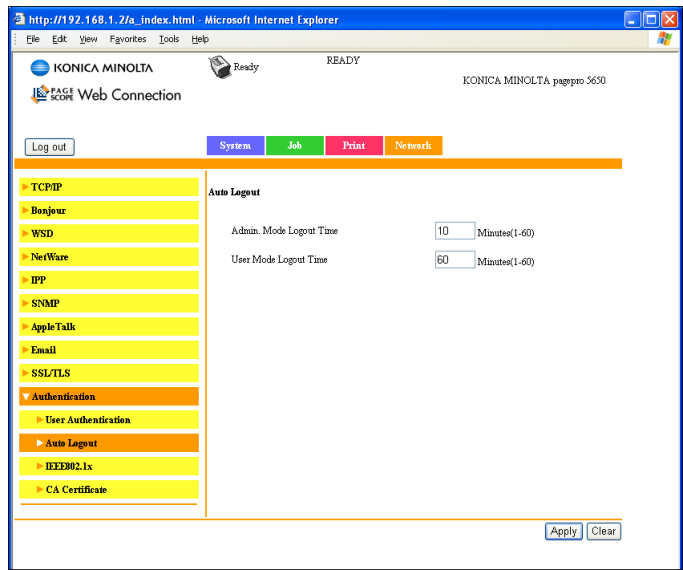 http://192.168.1.2/a_index.html - Microsoft Internet Explorer
File Edit View Favorites Tools Help
KONICA MINOLTA
Ready
READY
KONICA MINOLTA pagepro 5650
PAGE SCOPE Web Connection
Log out
System Job Print Network
TCP/IP
Bonjour
WSD
NetWare
IPP
SNMP
AppleTalk
Email
SSL/TLS
Authentication
User Authentication
Auto Logout
IEEE802.1x
CA Certificate
Auto Logout
Admin. Mode Logout Time 10 Minutes(1-60)
User Mode Logout Time 60 Minutes(1-60)
Apply Clear